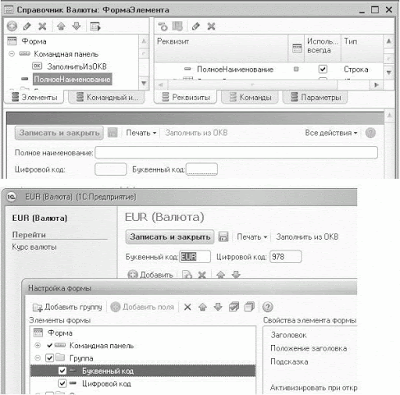 Справочник Валюты: ФормаЭлемента
Форма
Командная панель
ЗаполнитьИзОКВ
ПолноеНаименование
Элементы
Командный и...
Реквизит
Исполь...
всегда
Тип
ПолноеНаименование
Строка
Реквизиты
Команды
Параметры
Записать и закрыть
Печать
Заполнить из ОКВ
Все действия
Полное наименование:
Цифровой код:
Буквенный код:
EUR (Валюта) (1С:Предприятие)
EUR (Валюта)
Перейти
Курс валюты
EUR (Валюта)
Записать и закрыть
Печать
Заполнить из ОКВ
Буквенный код:
EUR
Цифровой код:
978
Добавить
Настройка формы
Добавить группу
Добавить поля
Элементы формы
Свойства элемента формы
Форма
Командная панель
Группа
Буквенный код
Цифровой код
Заголовок
Положение заголовка
Подсказка
Активизировать при откр